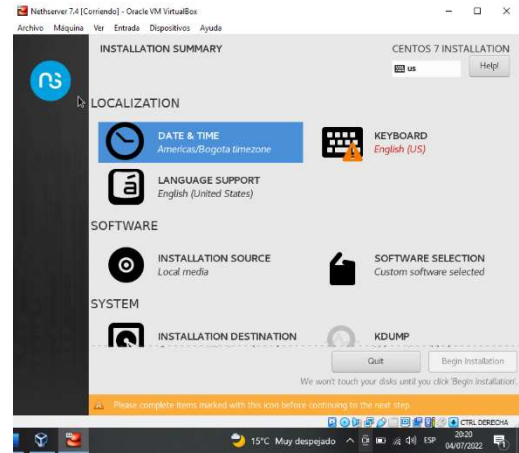 Nethserver 7.4 [Corriendo] - Oracle VM VirtualBox
Archivo Máquina Ver Entrada Dispositivos Ayuda
ns
INSTALLATION SUMMARY
CENTOS 7 INSTALLATION
us
Help!
LOCALIZATION
DATE & TIME
Americas/Bogota timezone
KEYBOARD
English (US)
á
LANGUAGE SUPPORT
English (United States)
SOFTWARE
INSTALLATION SOURCE
Local media
SOFTWARE SELECTION
Custom software selected
SYSTEM
INSTALLATION DESTINATION
KDUMP
Quit
Begin Installation
We won't touch your disks until you click 'Begin Installation'.
Please complete items marked with this icon before continuing to the next step.
CTRL DERECHA
15°C Muy despejado
ESP
20:20
04/07/2022